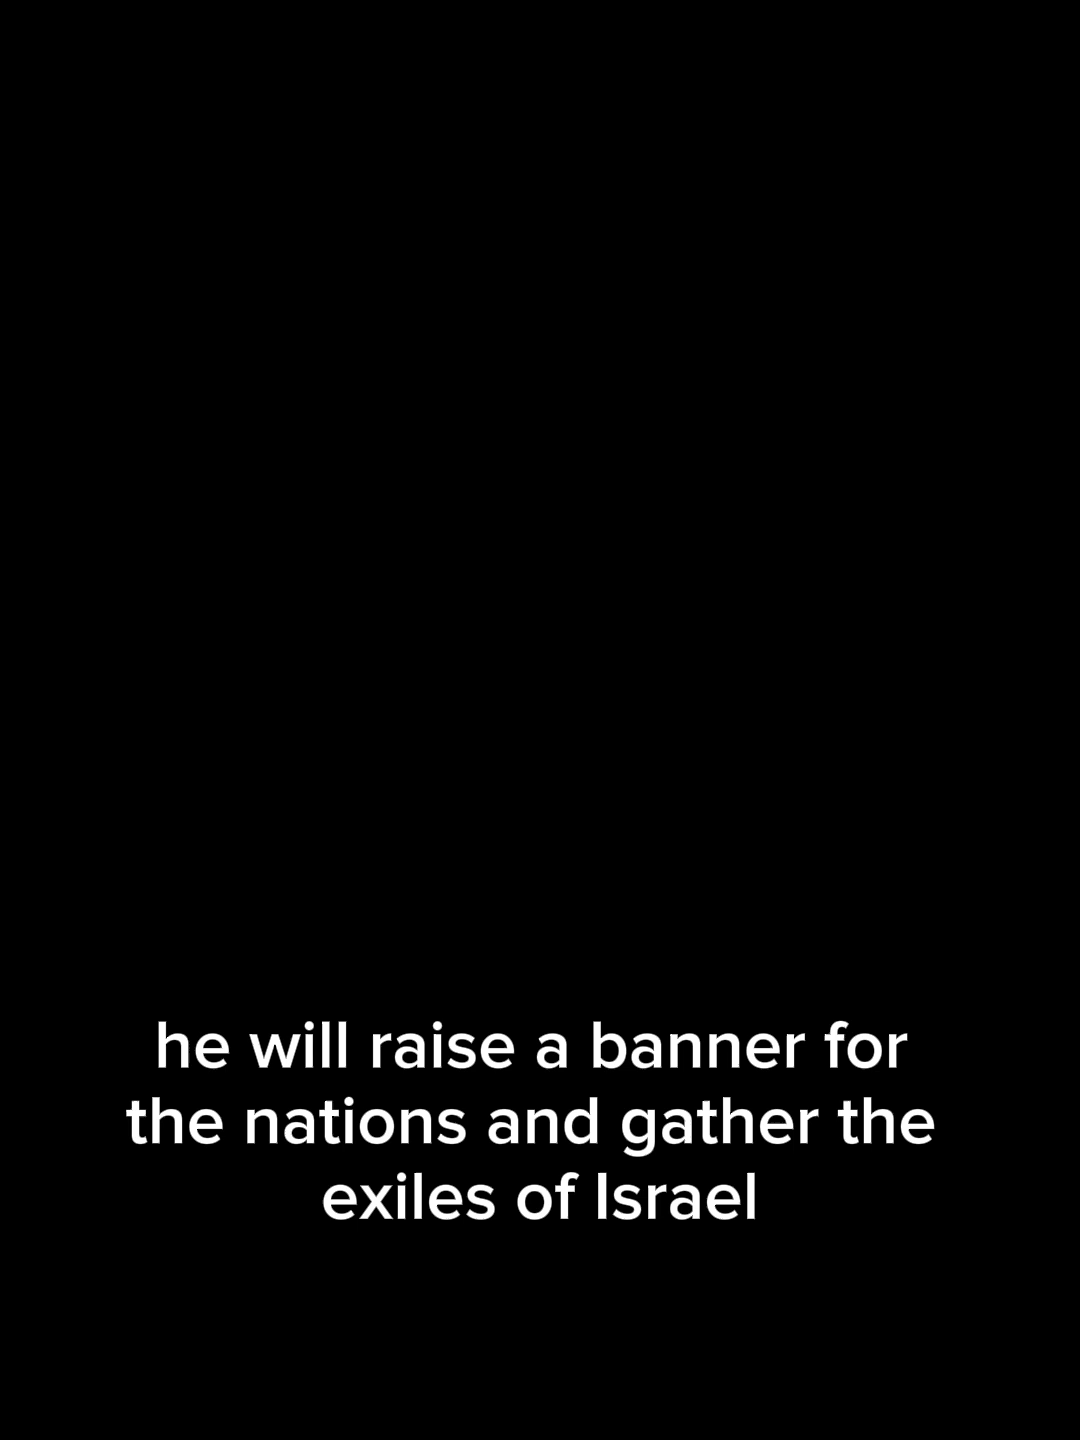 he will raise a banner for
the nations and gather the
exiles of Israel